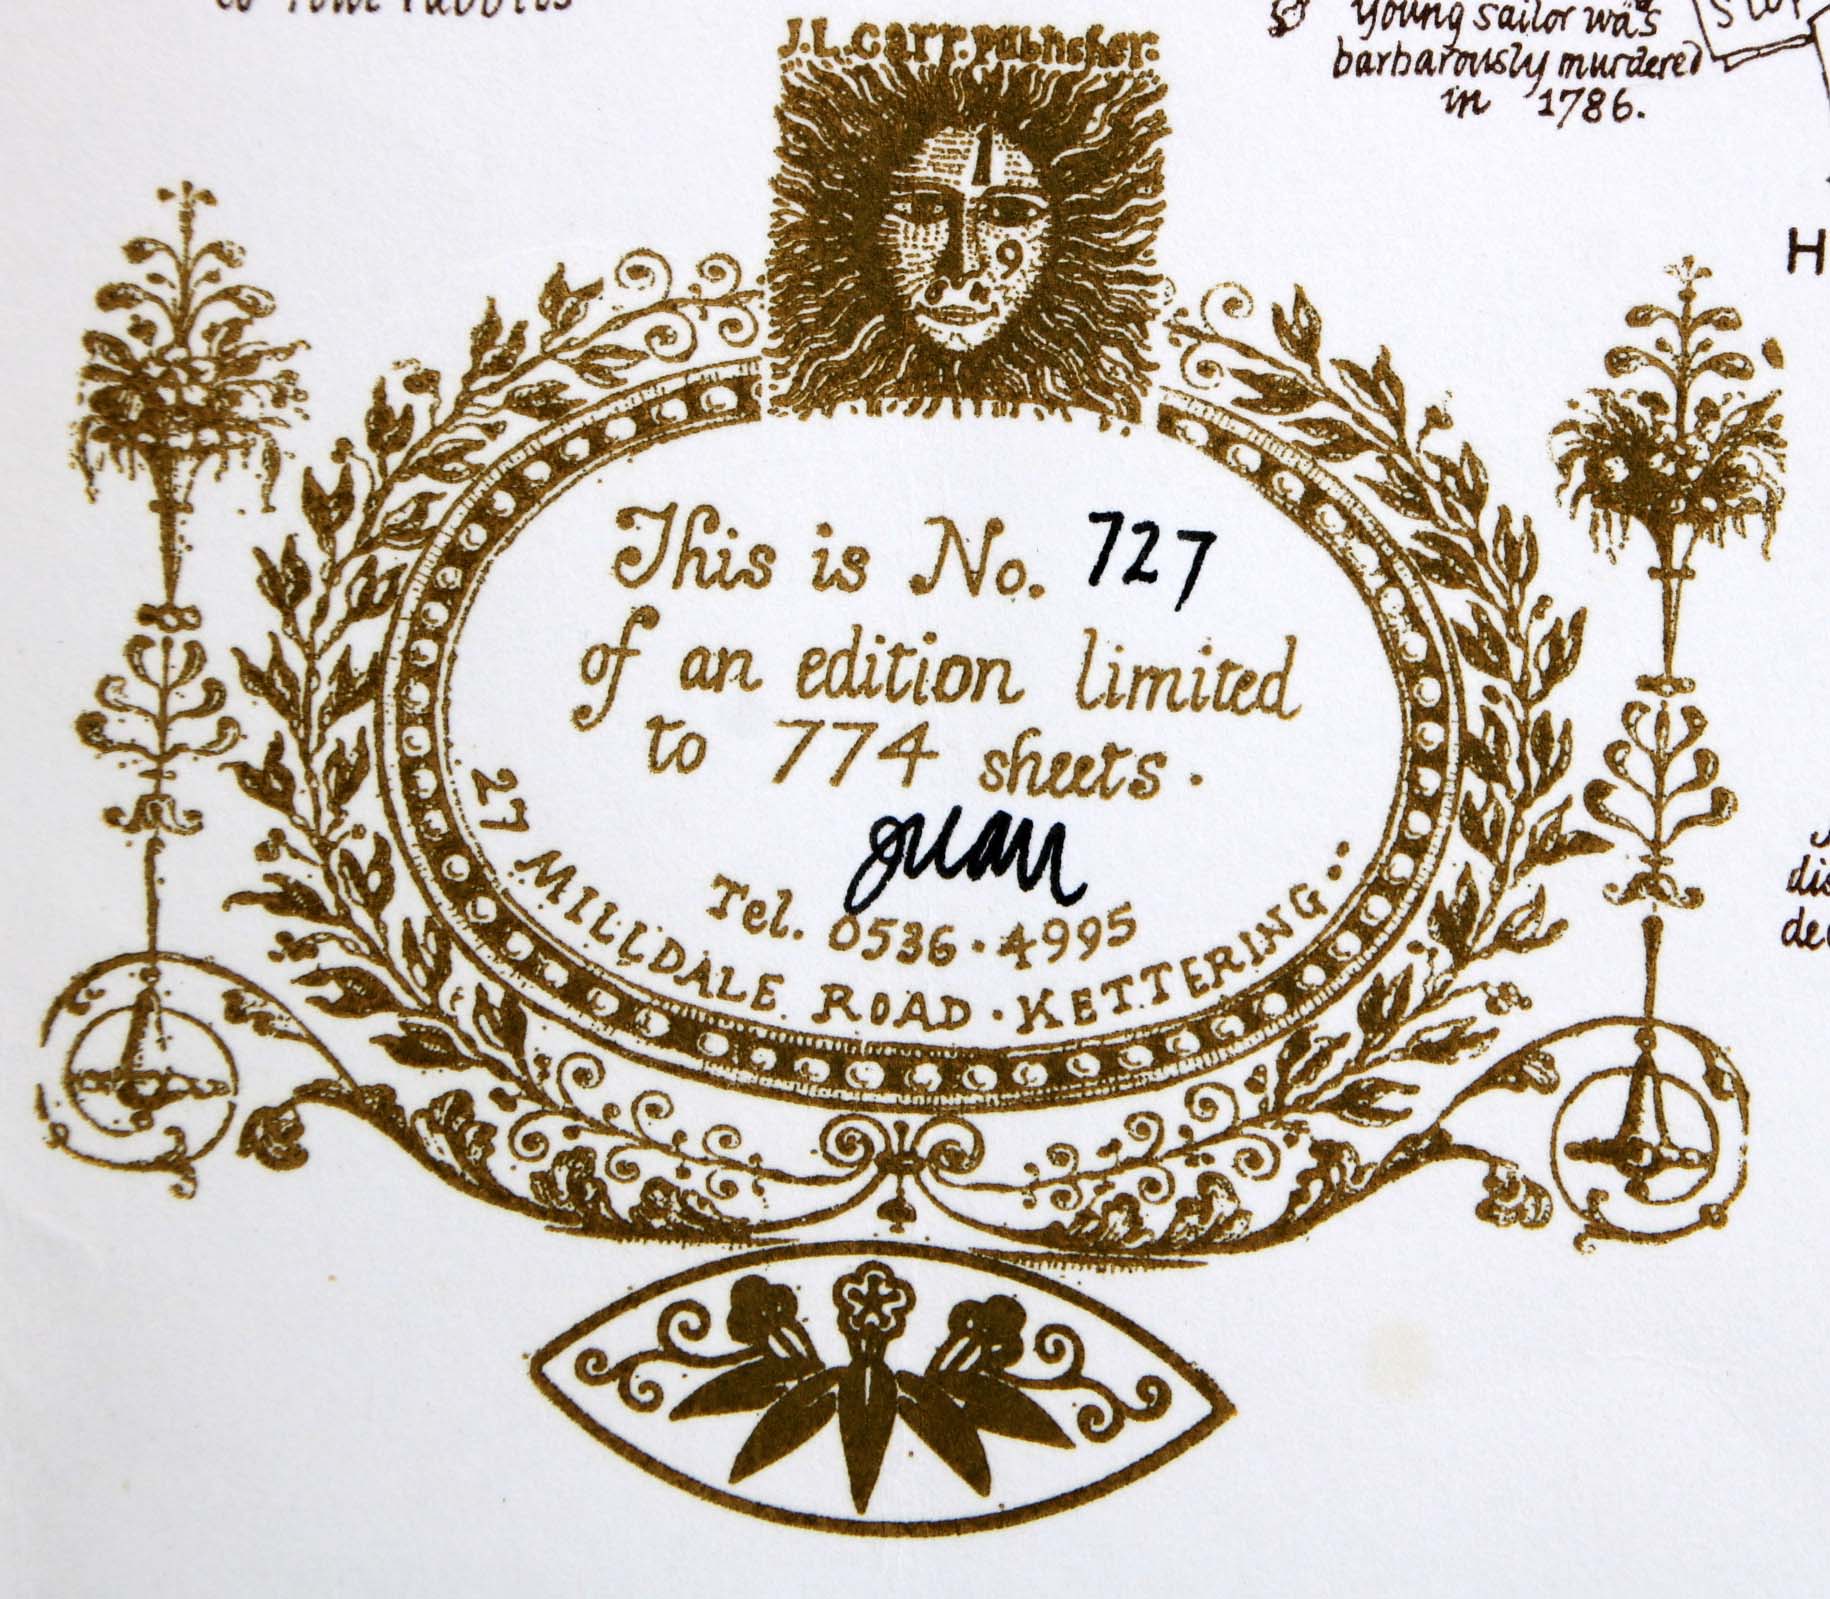 J.L. Carr. Publisher:
Young sailor was
barbarously murdered
in 1786.
This is No. 727
of an edition limited
to 774 sheets.
Tel. 0536.4995
27 MILLDALE ROAD. KETTERING